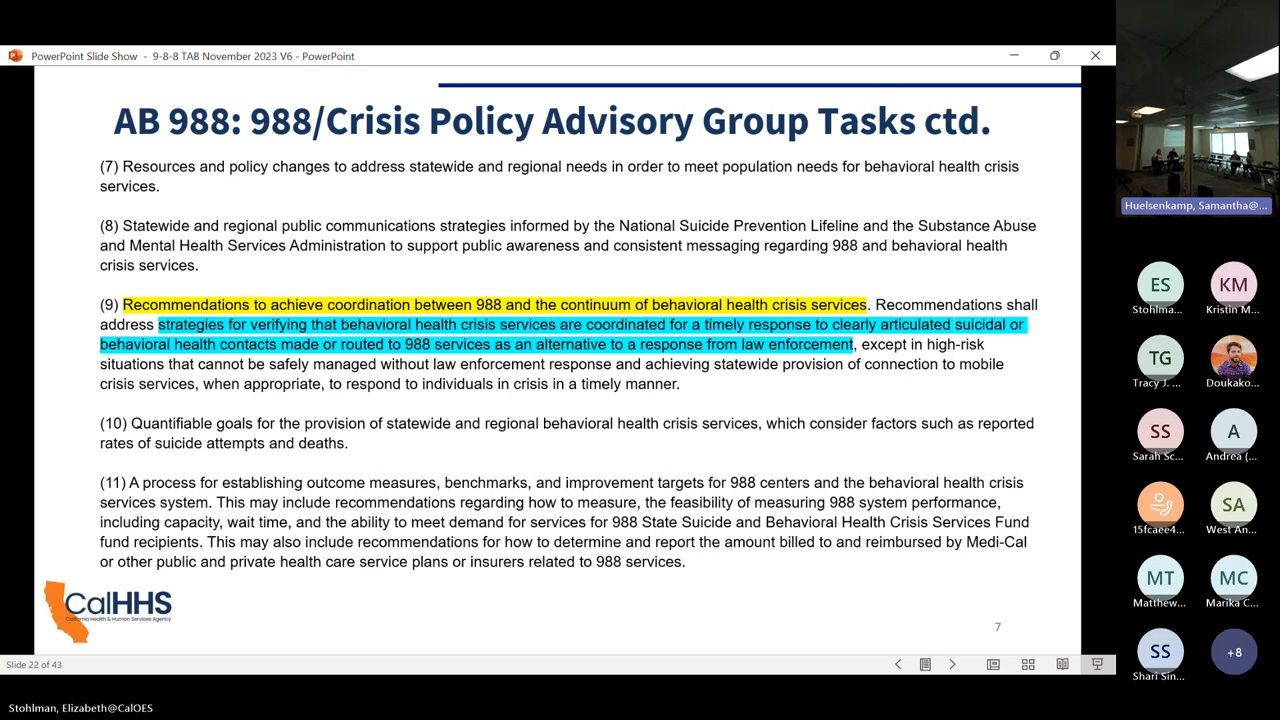 PowerPoint Slide Show - 9-8-8 TAB November 2023 V6 - PowerPoint
AB 988: 988/Crisis Policy Advisory Group Tasks ctd.
(7) Resources and policy changes to address statewide and regional needs in order to meet population needs for behavioral health crisis
services.
(8) Statewide and regional public communications strategies informed by the National Suicide Prevention Lifeline and the Substance Abuse
and Mental Health Services Administration to support public awareness and consistent messaging regarding 988 and behavioral health
crisis services.
(9) Recommendations to achieve coordination between 988 and the continuum of behavioral health crisis services. Recommendations shall
address strategies for verifying that behavioral health crisis services are coordinated for a timely response to clearly articulated suicidal or
behavioral health contacts made or routed to 988 services as an alternative to a response from law enforcement, except in high-risk
situations that cannot be safely managed without law enforcement response and achieving statewide provision of connection to mobile
crisis services, when appropriate, to respond to individuals in crisis in a timely manner.
(10) Quantifiable goals for the provision of statewide and regional behavioral health crisis services, which consider factors such as reported
rates of suicide attempts and deaths.
(11) A process for establishing outcome measures, benchmarks, and improvement targets for 988 centers and the behavioral health crisis
services system. This may include recommendations regarding how to measure, the feasibility of measuring 988 system performance,
including capacity, wait time, and the ability to meet demand for services for 988 State Suicide and Behavioral Health Crisis Services Fund
fund recipients. This may also include recommendations for how to determine and report the amount billed to and reimbursed by Medi-Cal
or other public and private health care service plans or insurers related to 988 services.
CalHHS
California Health & Human Services Agency
7
Slide 22 of 43
Stohlman, Elizabeth@CalOES
Huelsenkamp, Samantha@...
ES
KM
Stohlma...
Kristin M...
TG
Tracy J. ...
Doukako...
SS
A
Sarah Sc...
Andrea (...
SA
15fcaee4...
West An...
MT
MC
Matthew...
Marika C...
SS
+8
Shari Sin...